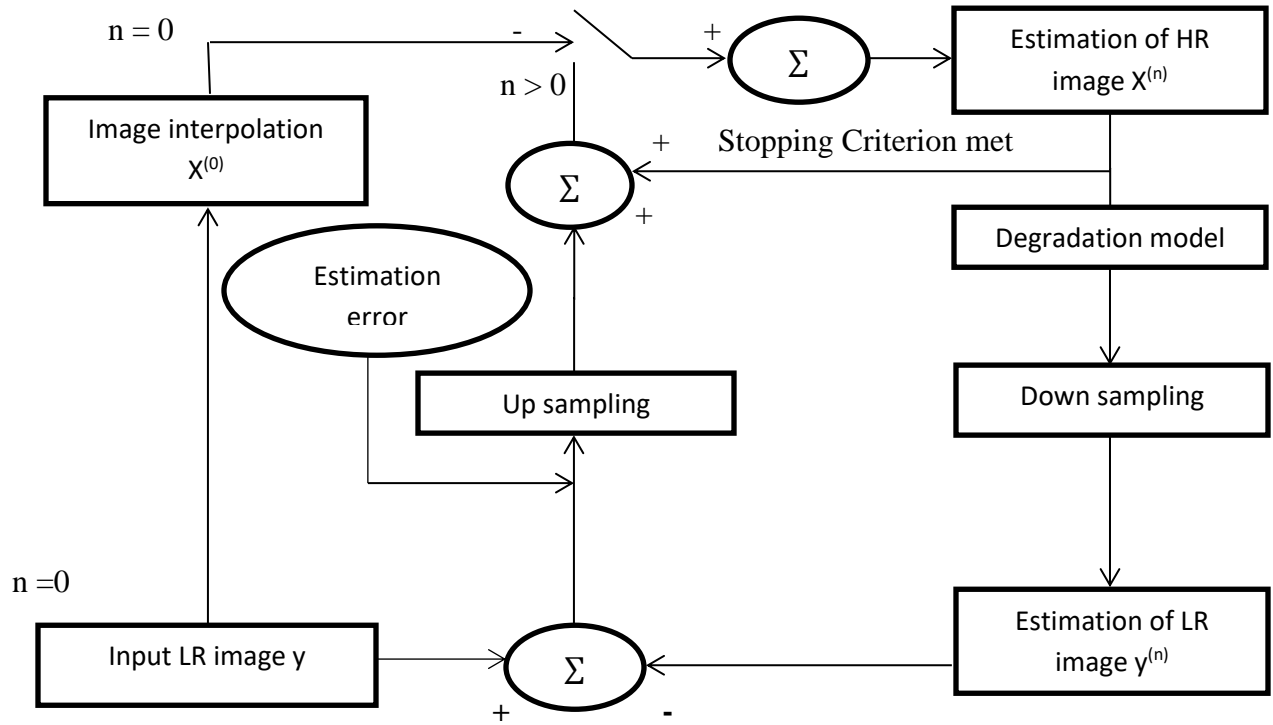 n = 0
-
+
Σ
Estimation of HR
image X⁽ⁿ⁾
n > 0
Image interpolation
X⁽⁰⁾
+
Stopping Criterion met
Σ
+
Degradation model
Estimation
error
Up sampling
Down sampling
n =0
Input LR image y
Σ
Estimation of LR
image y⁽ⁿ⁾
+
-